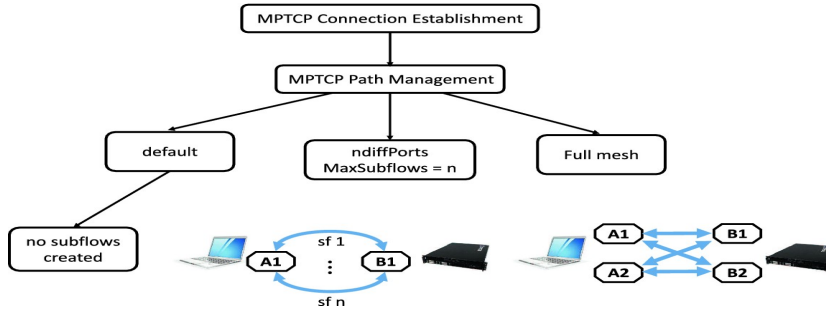 MPTCP Connection Establishment
MPTCP Path Management
default
ndiffPorts
MaxSubflows = n
Full mesh
no subflows
created
sf 1
A1
...
B1
sf n
A1
B1
A2
B2